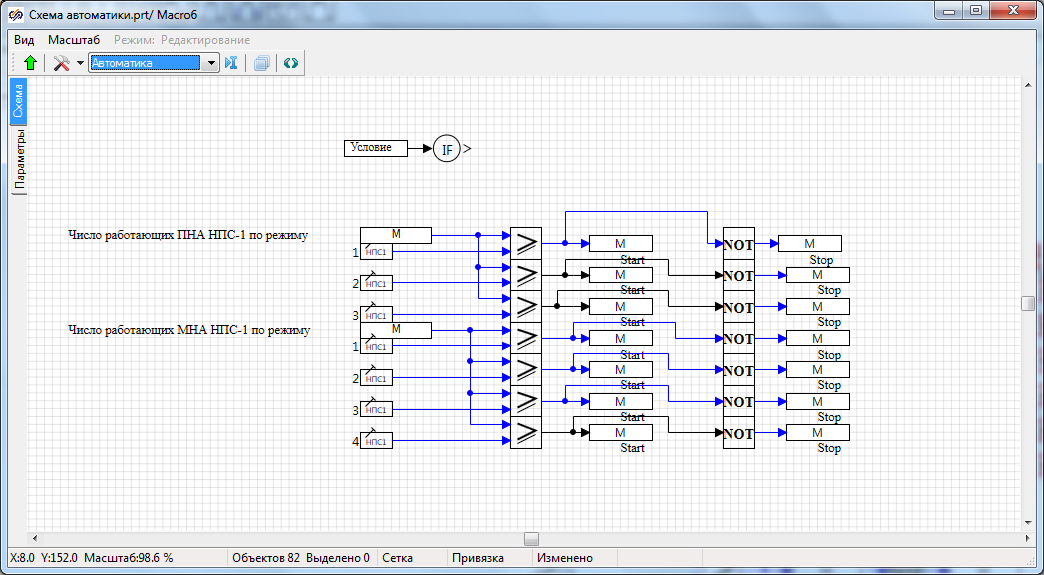 Схема автоматики.prt/ Macro6
Вид Масштаб Режим: Редактирование
Автоматика
Схема
Параметры
Условие IF >
Число работающих ПНА НПС-1 по режиму
M
1 НПС1
≥ M Start NOT M Stop
2 НПС1
≥ M Start NOT M Stop
3 НПС1
≥ M Start NOT M Stop
Число работающих МНА НПС-1 по режиму
M
1 НПС1
≥ M Start NOT M Stop
2 НПС1
≥ M Start NOT M Stop
3 НПС1
≥ M Start NOT M Stop
4 НПС1
≥ M Start NOT M Stop
X:8.0 Y:152.0 Масштаб:98.6 % Объектов 82 Выделено 0 Сетка Привязка Изменено